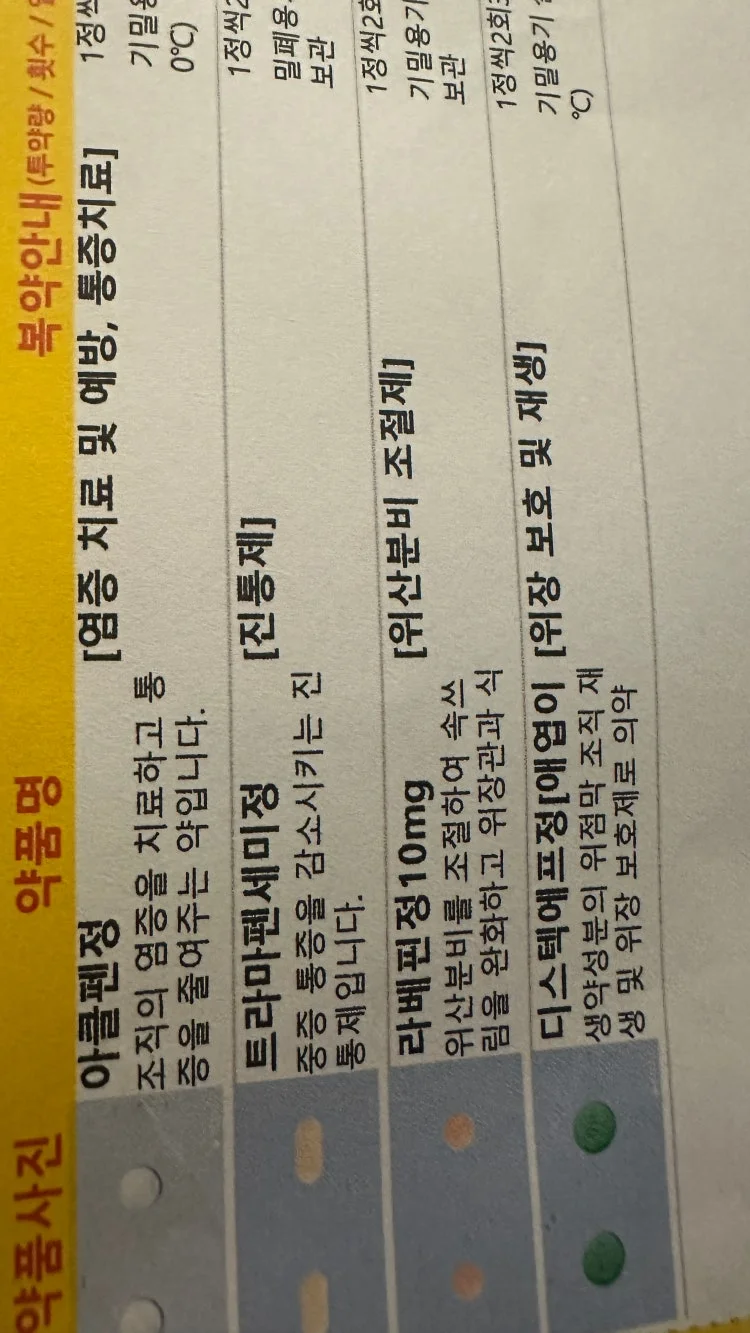 약품사진 약품명 복약안내 (투약량 / 횟수 /
아클펜정 [염증 치료 및 예방, 통증치료]
조직의 염증을 치료하고 통
증을 줄여주는 약입니다.
1정씩
기밀용
0℃)
트라마펜세미정 [진통제]
중증 통증을 감소시키는 진
통제입니다.
1정씩2
밀폐용
보관
라베핀정10mg [위산분비 조절제]
위산분비를 조절하여 속쓰
림을 완화하고 위장관과 식
1정씩2회
기밀용기
보관
디스텍에프정[애엽이 [위장 보호 및 재생]
생약성분의 위점막 조직 재
생 및 위장 보호제로 의약
1정씩2회
기밀용기
℃)